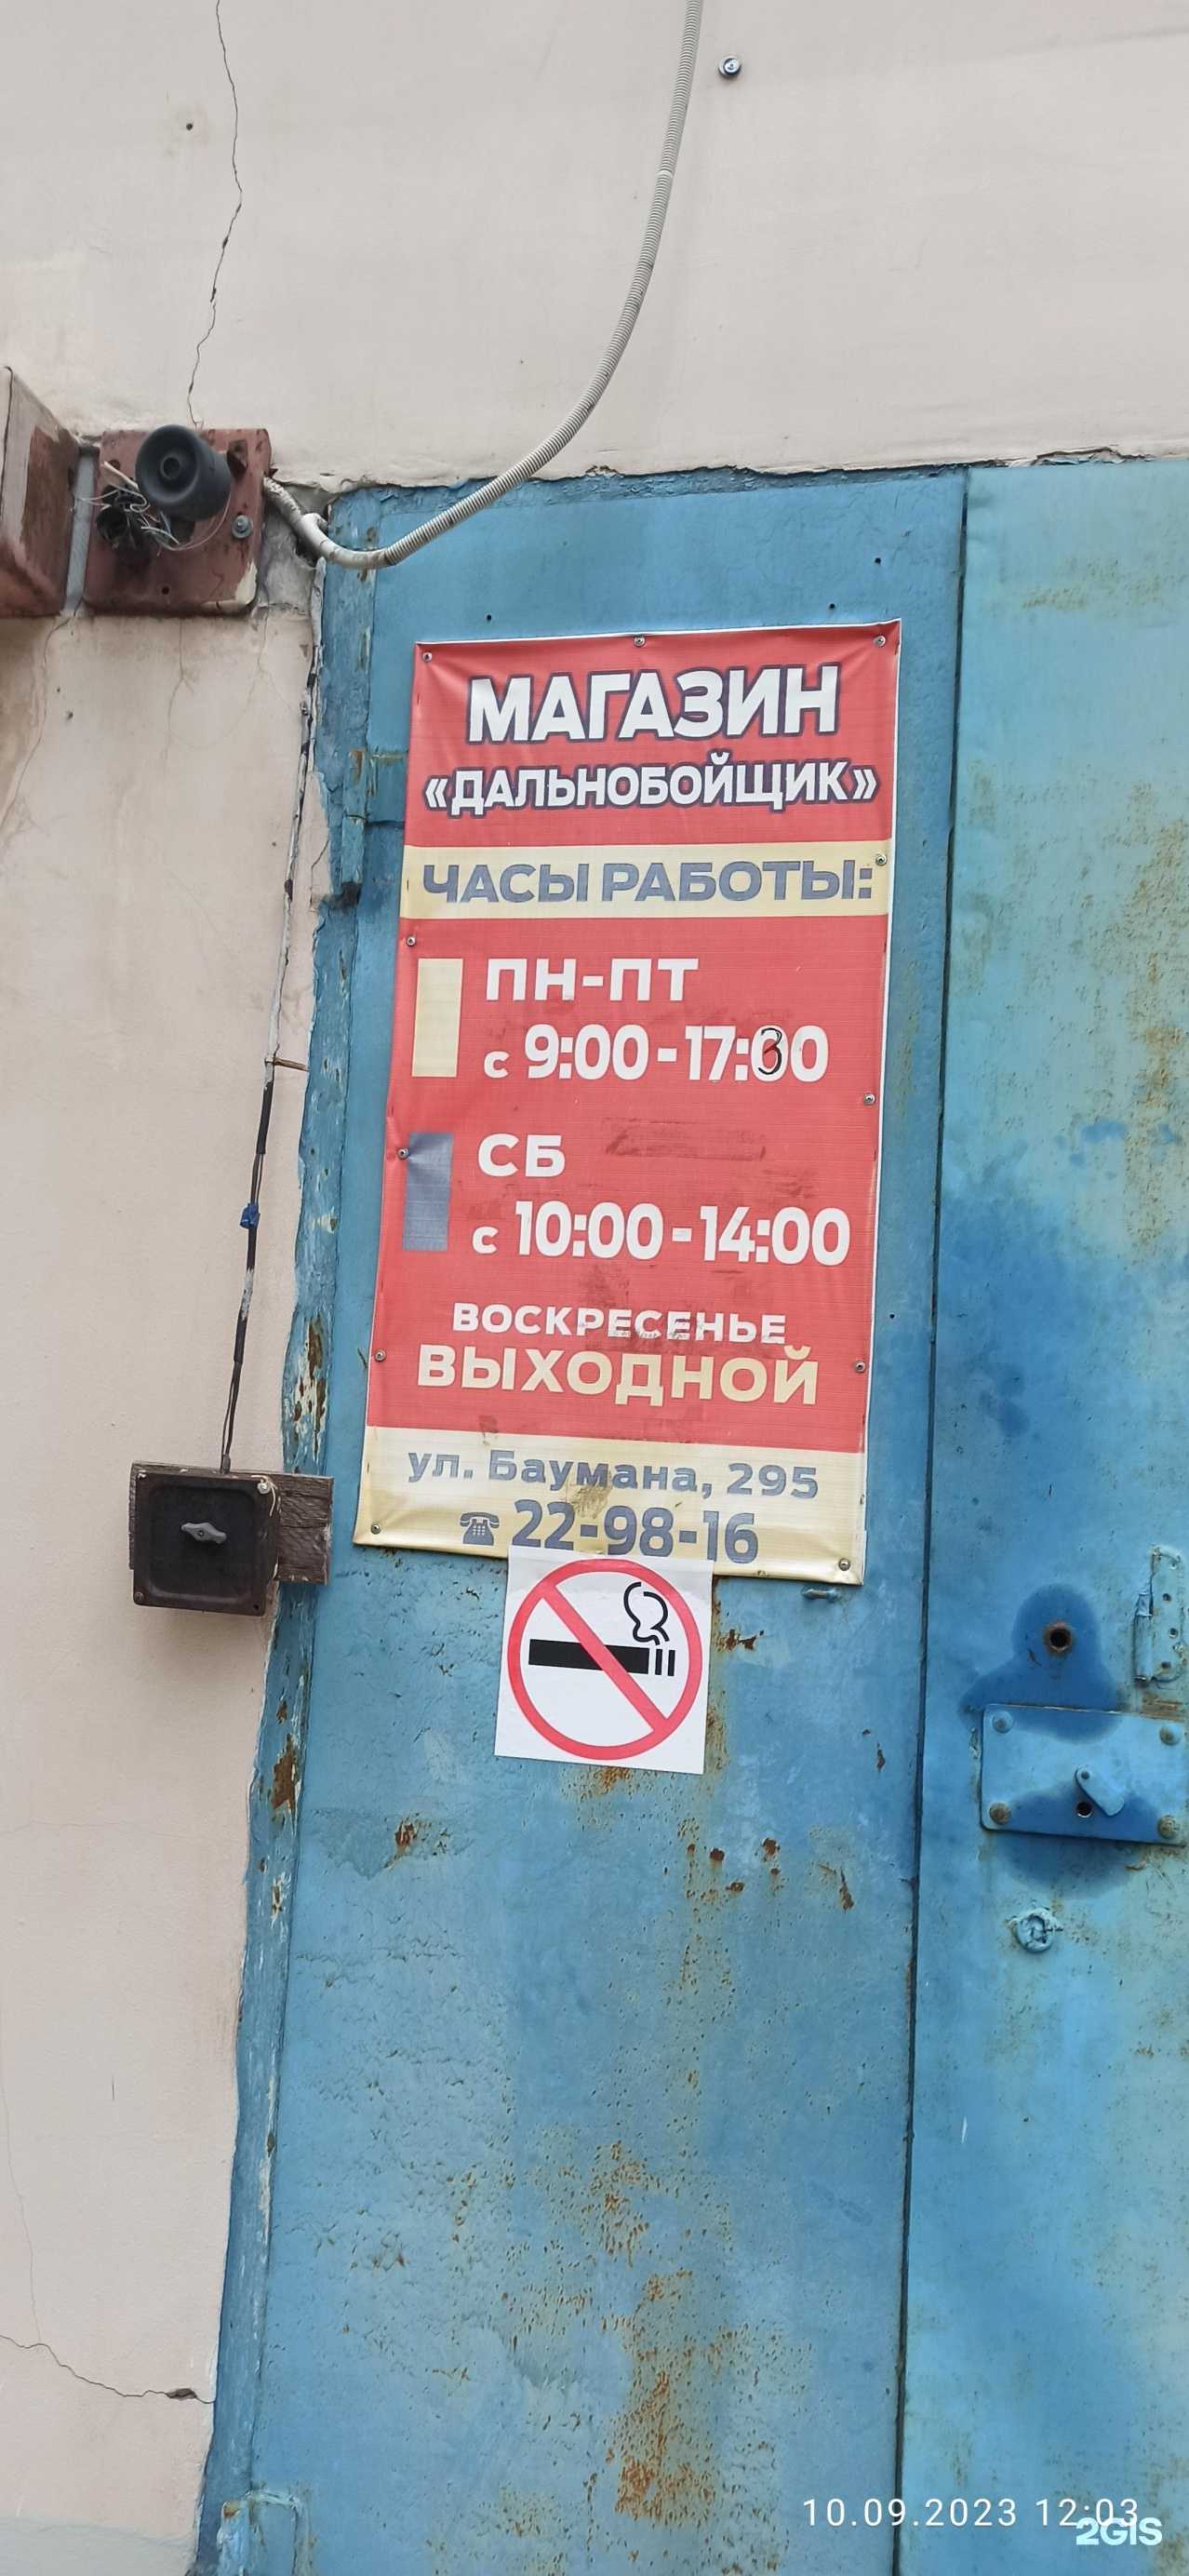 МАГАЗИН
«ДАЛЬНОБОЙЩИК»
ЧАСЫ РАБОТЫ:
ПН-ПТ
с 9:00-17:30
СБ
с 10:00-14:00
ВОСКРЕСЕНЬЕ
ВЫХОДНОЙ
ул. Баумана, 295
22-98-16
10.09.2023 12:03
2GIS